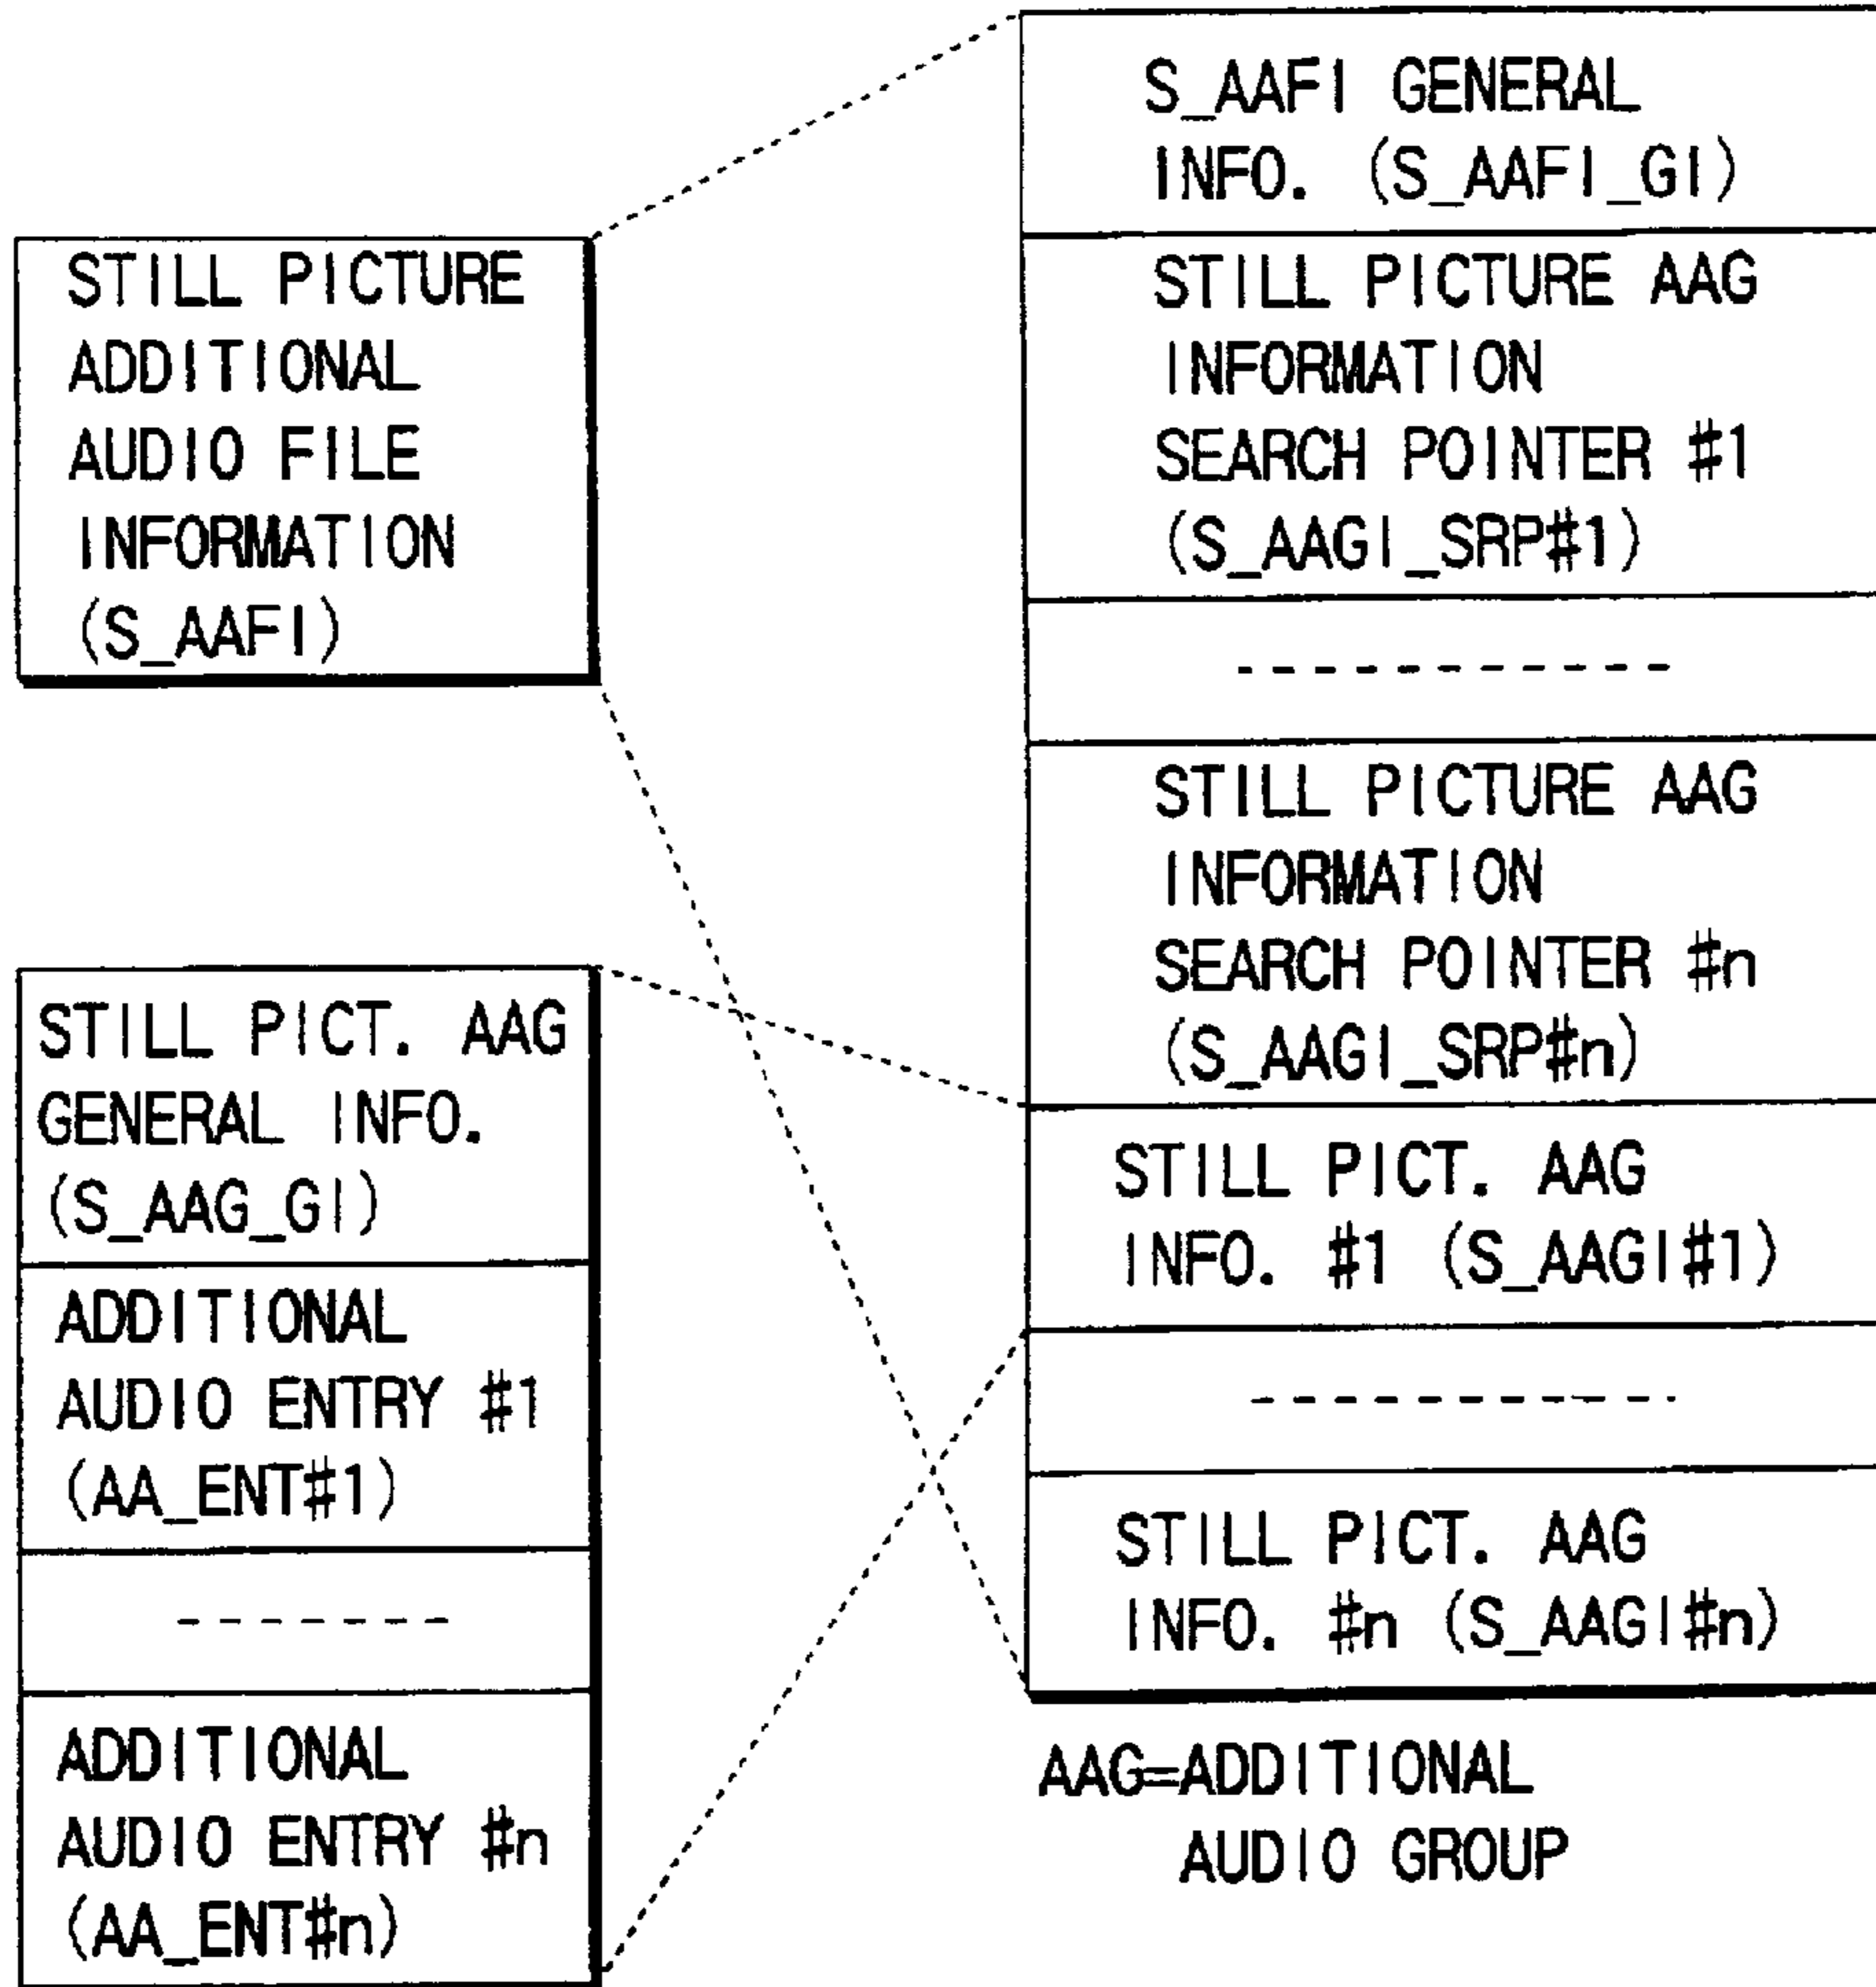 STILL PICTURE
ADDITIONAL
AUDIO FILE
INFORMATION
(S_AAFI)
STILL PICT. AAG
GENERAL INFO.
(S_AAG_GI)
ADDITIONAL
AUDIO ENTRY #1
(AA_ENT#1)
ADDITIONAL
AUDIO ENTRY #n
(AA_ENT#n)
S_AAFI GENERAL
INFO. (S_AAFI_GI)
STILL PICTURE AAG
INFORMATION
SEARCH POINTER #1
(S_AAGI_SRP#1)
STILL PICTURE AAG
INFORMATION
SEARCH POINTER #n
(S_AAGI_SRP#n)
STILL PICT. AAG
INFO. #1 (S_AAGI#1)
STILL PICT. AAG
INFO. #n (S_AAGI#n)
AAG=ADDITIONAL
AUDIO GROUP